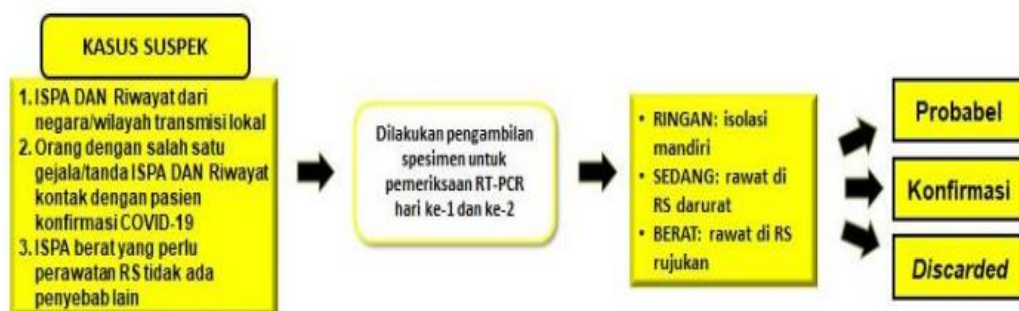 KASUS SUSPEK
1. ISPA DAN Riwayat dari
negara/wilayah transmisi lokal
2. Orang dengan salah satu
gejala/tanda ISPA DAN Riwayat
kontak dengan pasien
konfirmasi COVID-19
3. ISPA berat yang perlu
perawatan RS tidak ada
penyebab lain
Dilakukan pengambilan
spesimen untuk
pemeriksaan RT-PCR
hari ke-1 dan ke-2
• RINGAN: isolasi
mandiri
• SEDANG: rawat di
RS darurat
• BERAT: rawat di RS
rujukan
Probabel
Konfirmasi
Discarded